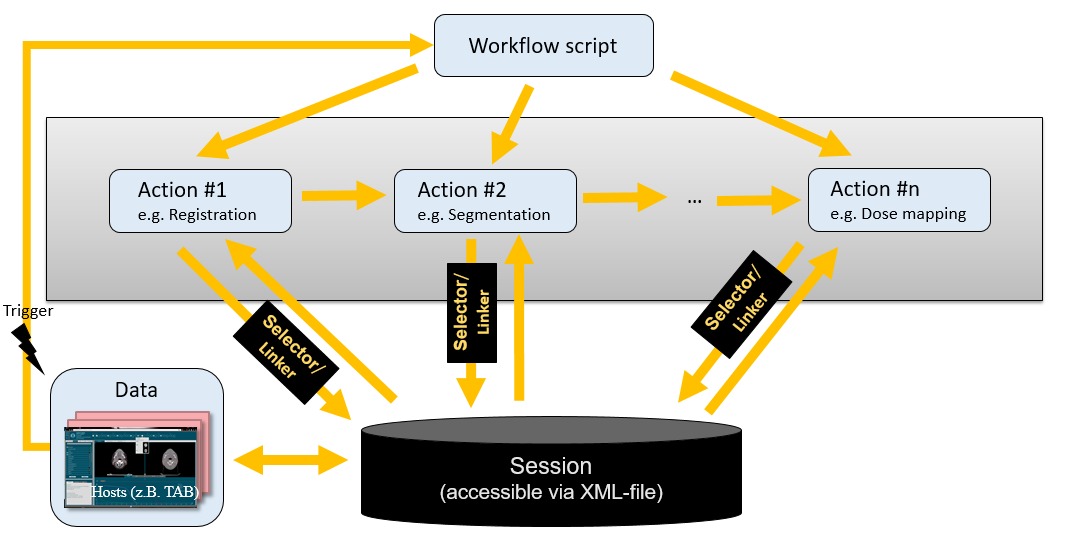 Workflow script
Action #1
e.g. Registration
Action #2
e.g. Segmentation
...
Action #n
e.g. Dose mapping
Selector/
Linker
Selector/
Linker
Selector/
Linker
Trigger
Data
Hosts (z.B. TAB)
Session
(accessible via XML-file)